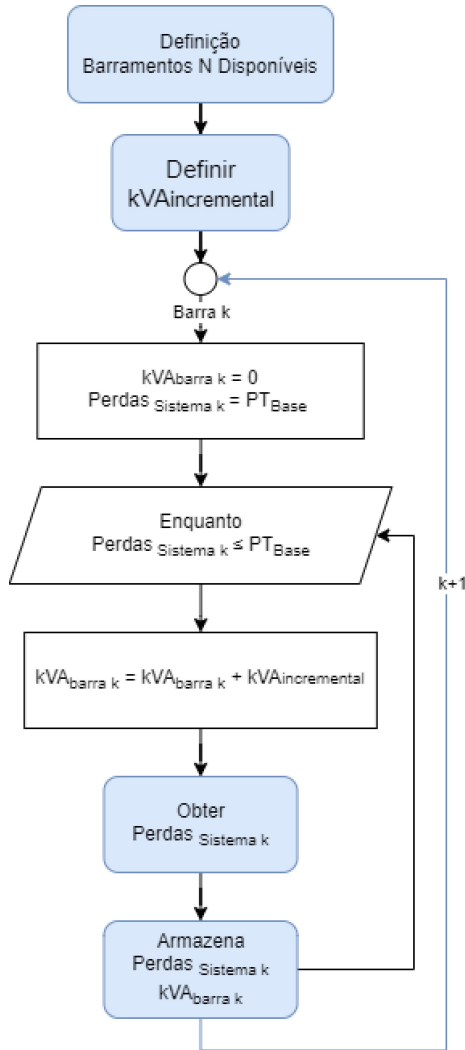 Definição
Barramentos N Disponíveis
Definir
kVAincremental
Barra k
kVAbarra k = 0
Perdas Sistema k = PTBase
Enquanto
Perdas Sistema k ≤ PTBase
k+1
kVAbarra k = kVAbarra k + kVAincremental
Obter
Perdas Sistema k
Armazena
Perdas Sistema k
kVAbarra k